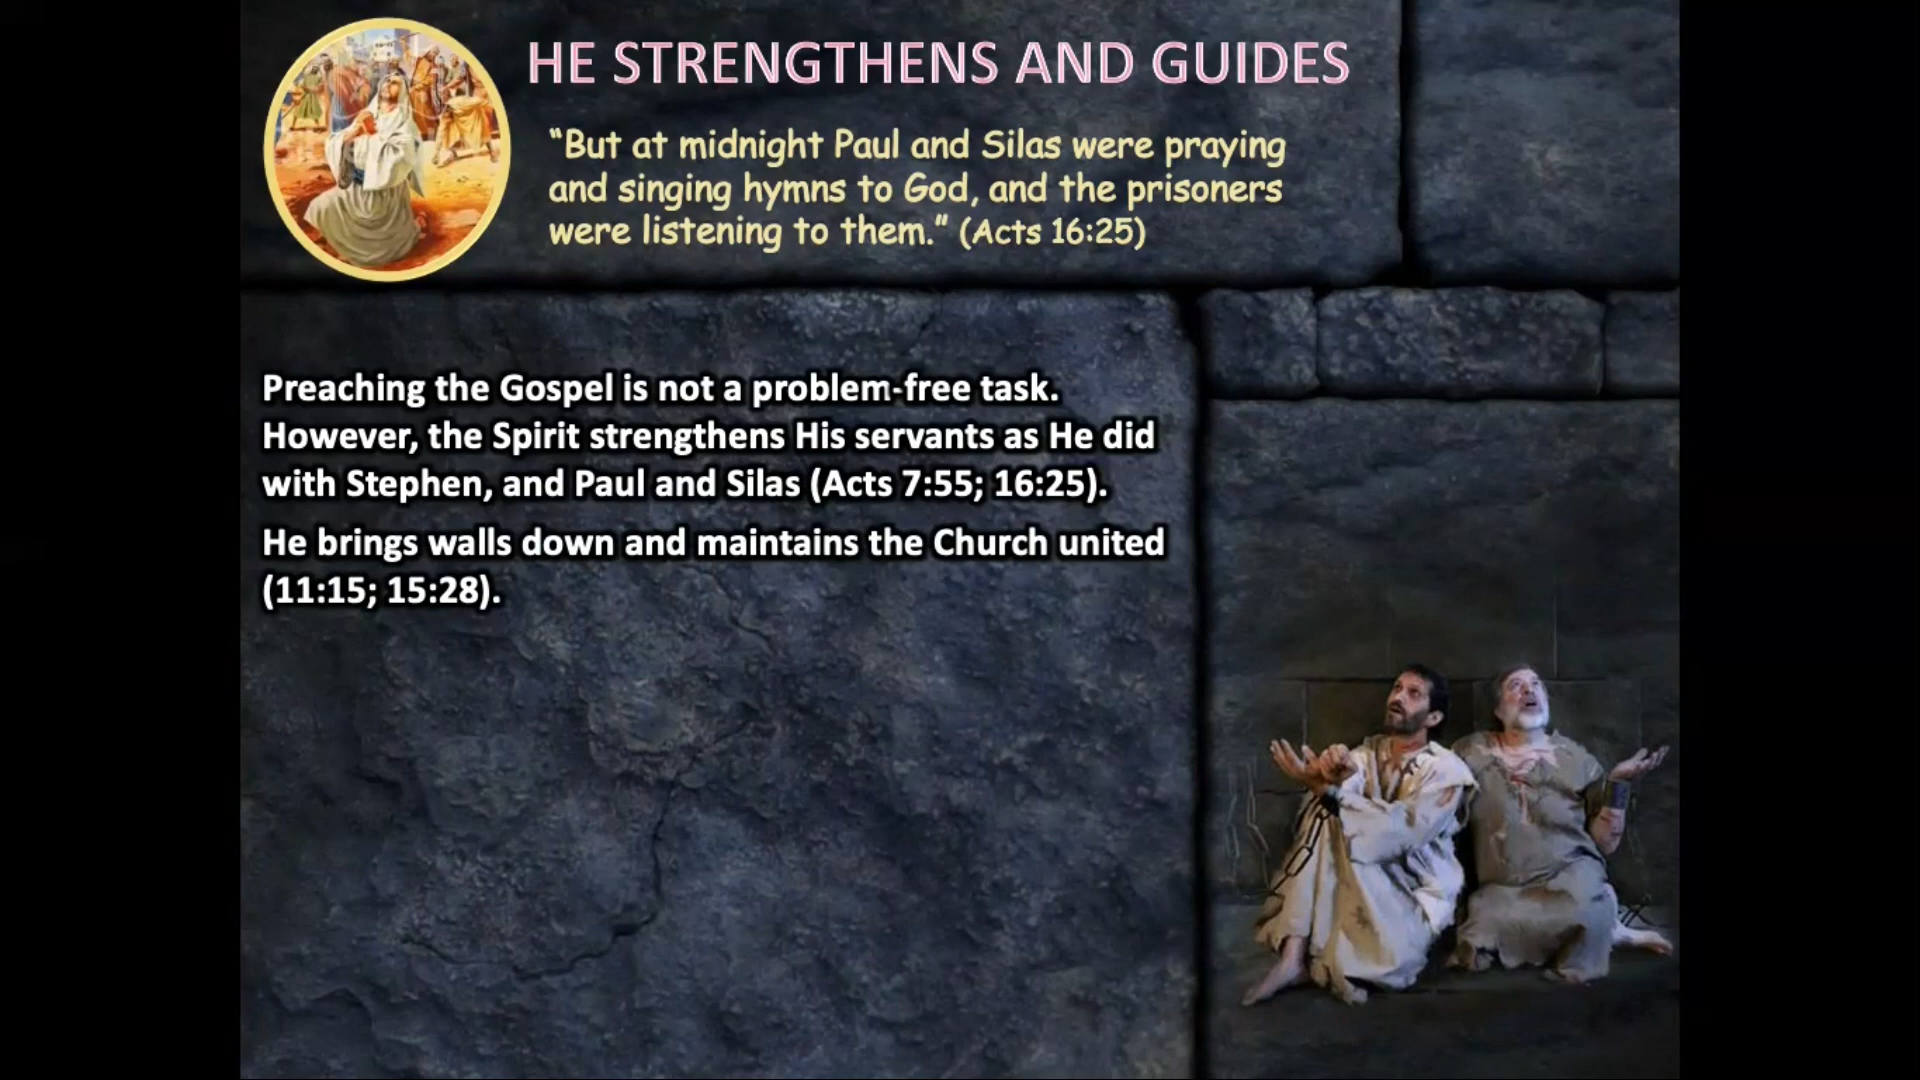 HE STRENGTHENS AND GUIDES
“But at midnight Paul and Silas were praying
and singing hymns to God, and the prisoners
were listening to them.” (Acts 16:25)
Preaching the Gospel is not a problem-free task.
However, the Spirit strengthens His servants as He did
with Stephen, and Paul and Silas (Acts 7:55; 16:25).
He brings walls down and maintains the Church united
(11:15; 15:28).